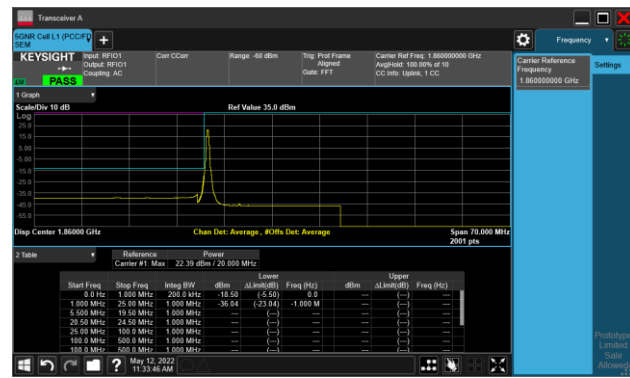 Transceiver A
5GNR Cell L1 (PCC/F
SEM
+
Frequency
Settings
KEYSIGHT
Input: RFIO1
Output: RFIO1
Coupling: AC
Corr CCorr
Range: -60 dBm
Trig: Prot Frame
Aligned
Gate: FFT
Carrier Ref Freq: 1.860000000 GHz
Avg|Hold: 100.00% of 10
CC Info: Uplink, 1 CC
PASS
Carrier Reference
Frequency
1.860000000 GHz
1 Graph
Scale/Div 10 dB
Ref Value 35.0 dBm
Log
25.0
15.0
5.00
-5.00
-15.0
-25.0
-35.0
-45.0
-55.0
Disp Center 1.86000 GHz
Chan Det: Average , #Offs Det: Average
Span 70.000 MHz
2001 pts
2 Table
Reference Power
Carrier #1: Max 22.39 dBm / 20.000 MHz
Lower Upper
Start Freq Stop Freq Integ BW dBm ΔLimit(dB) Freq (Hz) dBm ΔLimit(dB) Freq (Hz)
0.0 Hz 1.000 MHz 200.0 kHz -18.50 (-5.50) 0.0 --- (---) ---
1.000 MHz 25.00 MHz 1.000 MHz -36.04 (-23.04) -1.000 M --- (---) ---
5.500 MHz 19.50 MHz 1.000 MHz --- (---) --- --- (---) ---
20.50 MHz 24.50 MHz 1.000 MHz --- (---) --- --- (---) ---
25.00 MHz 100.0 MHz 1.000 MHz --- (---) --- --- (---) ---
100.0 MHz 500.0 MHz 1.000 MHz --- (---) --- --- (---) ---
100.0 MHz 500.0 MHz 1.000 MHz --- (---) --- --- (---) ---
Prototype
Limited
Sale
Allowed
?
May 12, 2022
11:33:46 AM